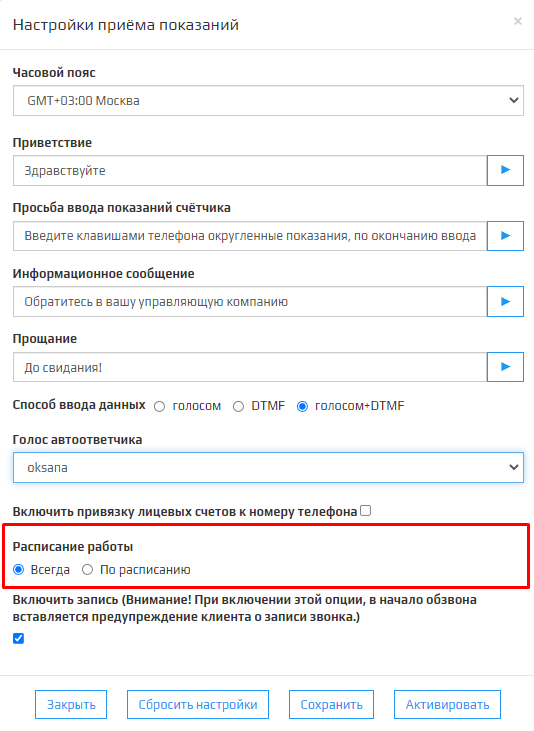 Настройки приёма показаний
×
Часовой пояс
GMT+03:00 Москва
Приветствие
Здравствуйте
Просьба ввода показаний счётчика
Введите клавишами телефона округленные показания, по окончанию ввода
Информационное сообщение
Обратитесь в вашу управляющую компанию
Прощание
До свидания!
Способ ввода данных голосом DTMF голосом+DTMF
Голос автоответчика
oksana
Включить привязку лицевых счетов к номеру телефона
Расписание работы
Всегда По расписанию
Включить запись (Внимание! При включении этой опции, в начало обзвона
вставляется предупреждение клиента о записи звонка.)
Закрыть Сбросить настройки Сохранить Активировать